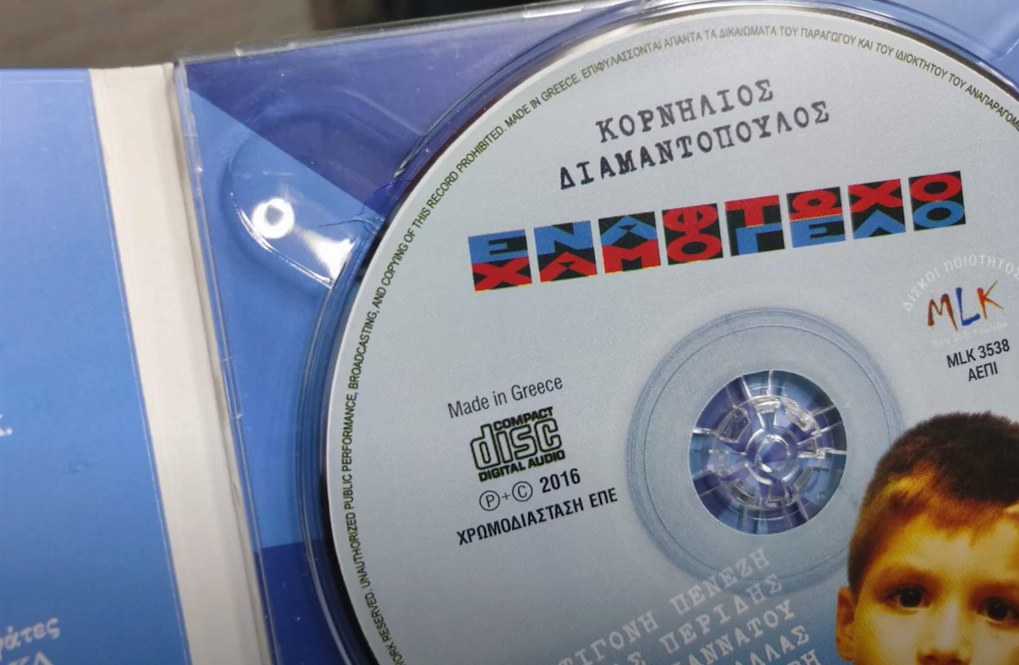 WORK RESERVED. UNAUTHORIZED PUBLIC PERFORMANCE, BROADCASTING, AND COPYING OF THIS RECORD PROHIBITED. MADE IN GREECE. ΕΠΙΦΥΛΑΣΣΟΝΤΑΙ ΑΠΑΝΤΑ ΤΑ ΔΙΚΑΙΩΜΑΤΑ ΤΟΥ ΠΑΡΑΓΩΓΟΥ ΚΑΙ ΤΟΥ ΙΔΙΟΚΤΗΤΟΥ ΤΟΥ
ΚΟΡΝΗΛΙΟΣ
ΔΙΑΜΑΝΤΟΠΟΥΛΟΣ
ΕΝΑ ΦΤΩΧΟ
ΧΑΜΟΓΕΛΟ
ΔΙΣΚΟΙ ΠΟΙΟΤΗΤΟΣ
MLK
MLK 3538
ΑΕΠΙ
Made in Greece
COMPACT
disc
DIGITAL AUDIO
Ⓟ+© 2016
ΧΡΩΜΟΔΙΑΣΤΑΣΗ ΕΠΕ
ΠΕΝΕΖΗ
ΠΕΡΙΔΗΣ